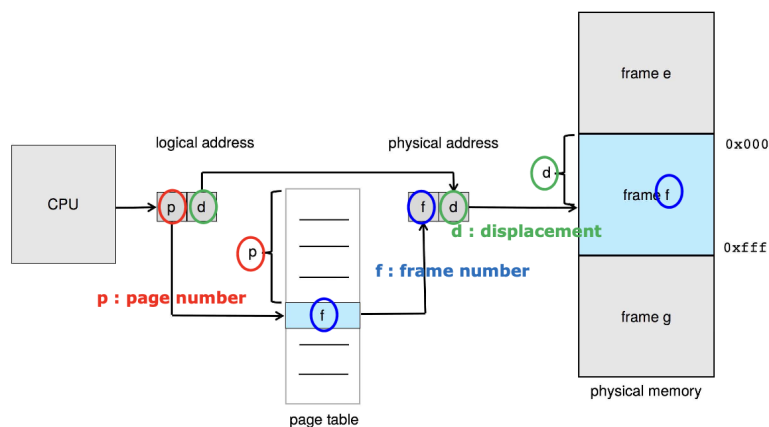 frame e
logical address
physical address
0x000
CPU
p
d
f
d
d
frame f
d : displacement
p
0xfff
f : frame number
p : page number
f
frame g
physical memory
page table